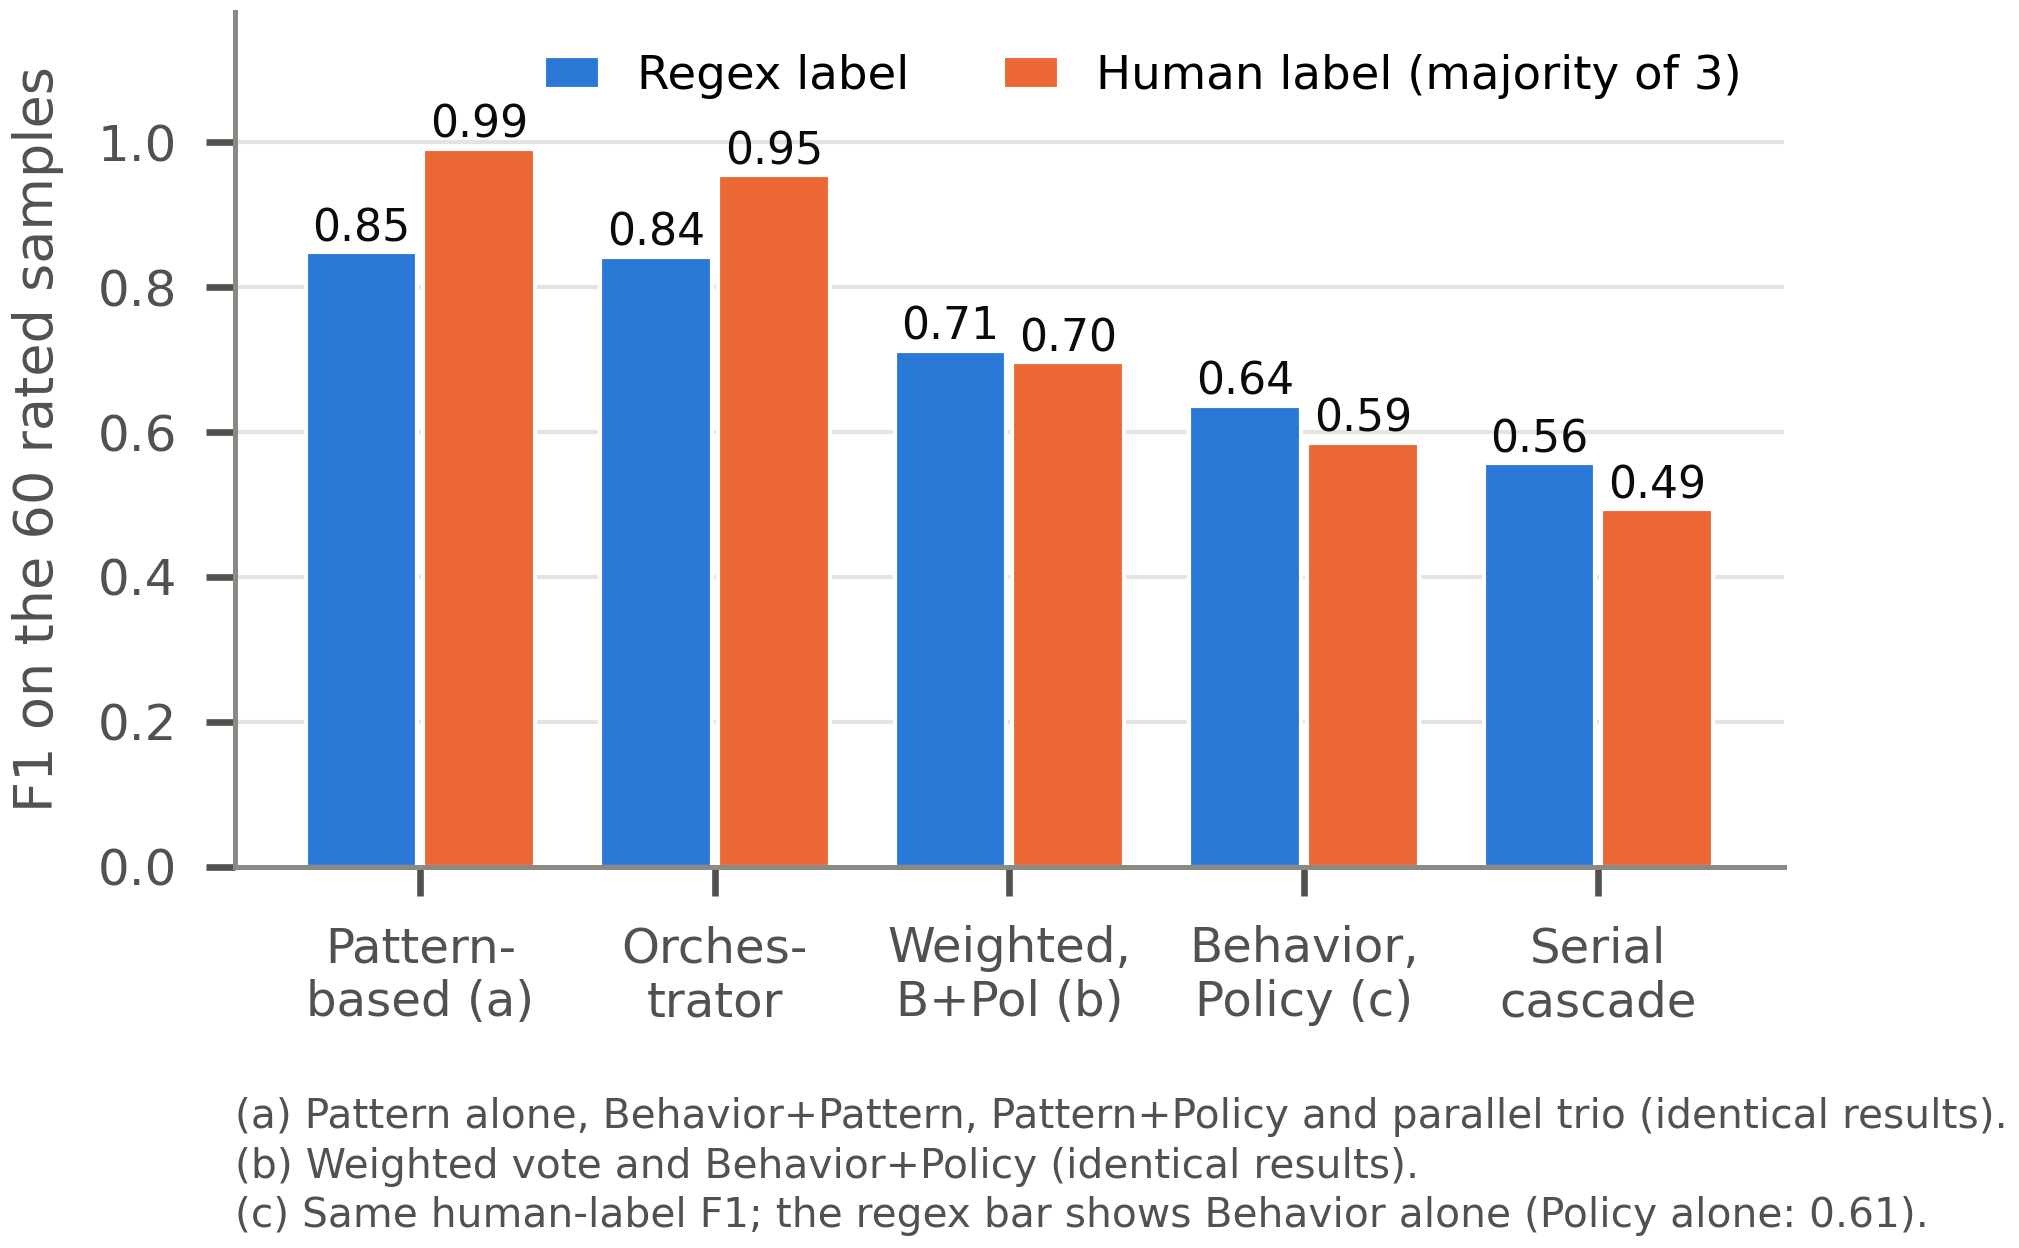 Regex label
Human label (majority of 3)
F1 on the 60 rated samples
1.0
0.8
0.6
0.4
0.2
0.0
0.85
0.99
0.84
0.95
0.71
0.70
0.64
0.59
0.56
0.49
Pattern-
based (a)
Orches-
trator
Weighted,
B+Pol (b)
Behavior,
Policy (c)
Serial
cascade
(a) Pattern alone, Behavior+Pattern, Pattern+Policy and parallel trio (identical results).
(b) Weighted vote and Behavior+Policy (identical results).
(c) Same human-label F1; the regex bar shows Behavior alone (Policy alone: 0.61).